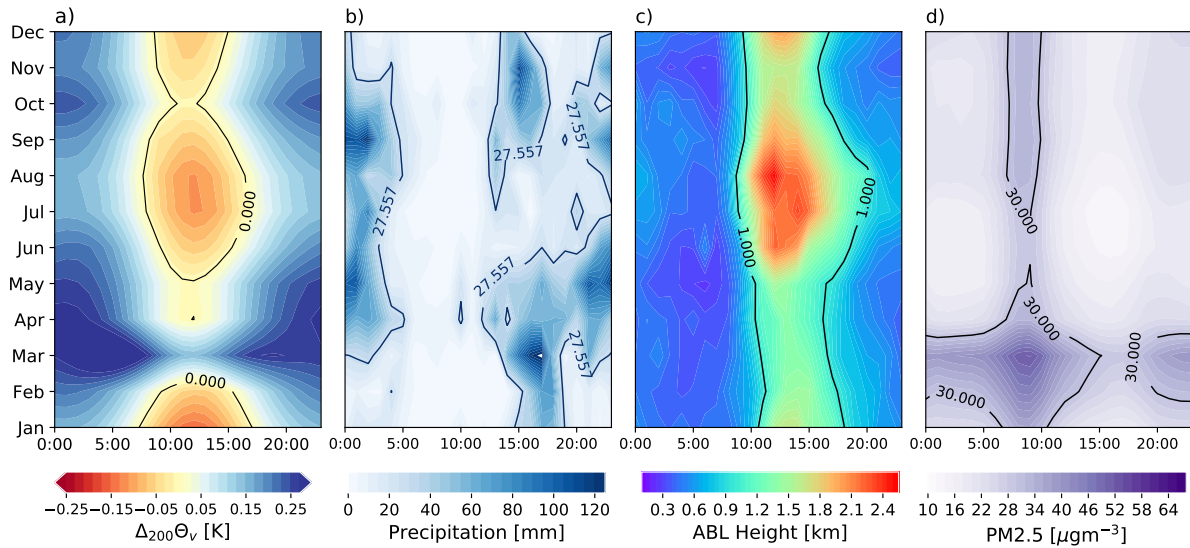 a)
b)
c)
d)
Dec
Nov
Oct
Sep
Aug
Jul
Jun
May
Apr
Mar
Feb
Jan
0.000
0.000
27.557
27.557
27.557
27.557
27.557
1.000
1.000
30.000
30.000
30.000
30.000
0:00 5:00 10:00 15:00 20:00
0:00 5:00 10:00 15:00 20:00
0:00 5:00 10:00 15:00 20:00
0:00 5:00 10:00 15:00 20:00
−0.25 −0.15 −0.05 0.05 0.15 0.25
Δ₂₀₀Θᵥ [K]
0 20 40 60 80 100 120
Precipitation [mm]
0.3 0.6 0.9 1.2 1.5 1.8 2.1 2.4
ABL Height [km]
10 16 22 28 34 40 46 52 58 64
PM2.5 [μgm⁻³]